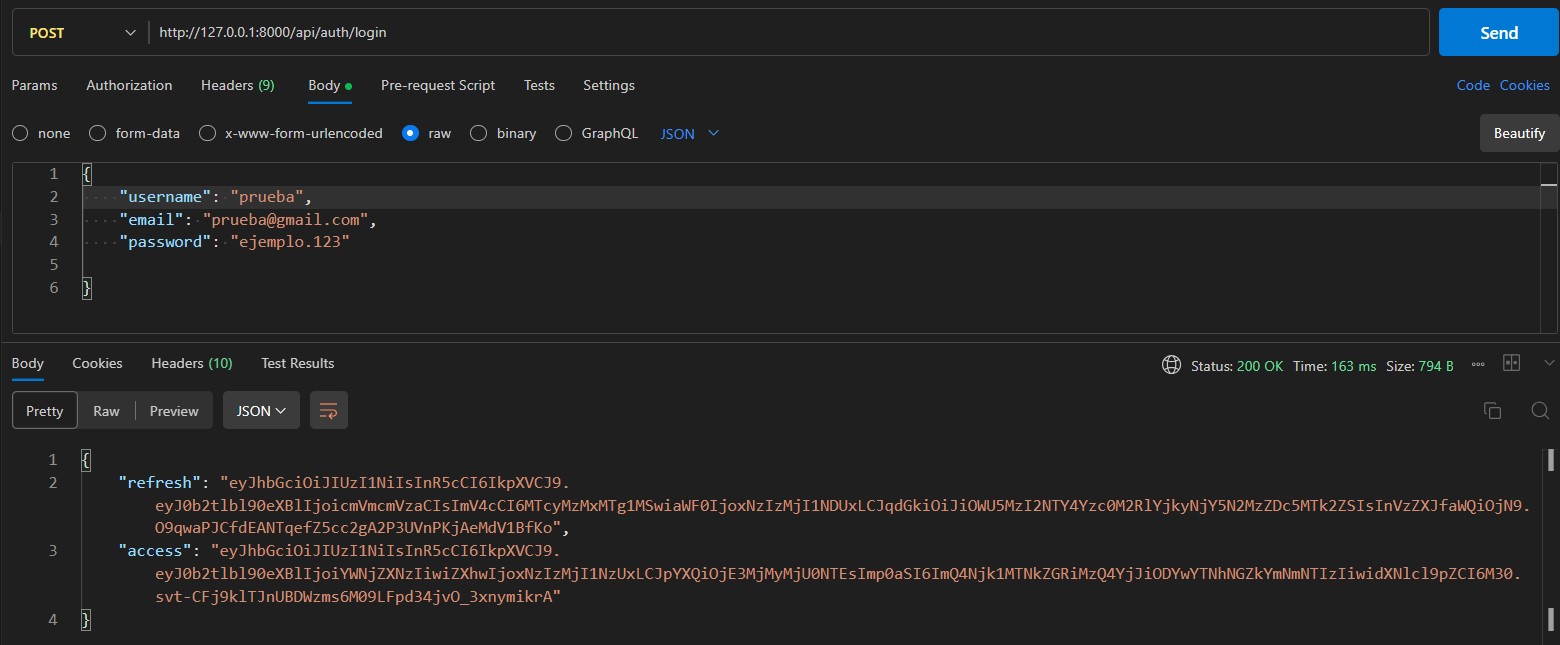 POST http://127.0.0.1:8000/api/auth/login Send
Params Authorization Headers (9) Body Pre-request Script Tests Settings Code Cookies
none form-data x-www-form-urlencoded raw binary GraphQL JSON Beautify
1 {
2 "username": "prueba",
3 "email": "prueba@gmail.com",
4 "password": "ejemplo.123"
5
6 }
Body Cookies Headers (10) Test Results Status: 200 OK Time: 163 ms Size: 794 B
Pretty Raw Preview JSON
1 {
2 "refresh": "eyJhbGciOiJIUzI1NiIsInR5cCI6IkpXVCJ9.
eyJ0b2tlbl90eXBlIjoicmVmcmVzaCIsImV4cCI6MTcyMzMxMTg1MSwiaWF0IjoxNzIzMjI1NDUxLCJqdGkiOiJiOWU5MzI2NTY4Yzc0M2RlYjkyNjY5N2MzZDc5MTk2ZSIsInVzZXJfaWQiOjN9.
O9qwaPJCfdEANTqefZ5cc2gA2P3UVnPKjAeMdV1BfKo",
3 "access": "eyJhbGciOiJIUzI1NiIsInR5cCI6IkpXVCJ9.
eyJ0b2tlbl90eXBlIjoiYWNjZXNzIiwiZXhwIjoxNzIzMjI1NzUxLCJpYXQiOjE3MjMyMjU0NTEsImp0aSI6ImQ4Njk1MTNkZGRiMzQ4YjJiODYwYTNhNGZkYmNmNTIzIiwidXNlcl9pZCI6M30.
svt-CFj9klTJnUBDWzms6M09LFpd34jvO_3xnymikrA"
4 }